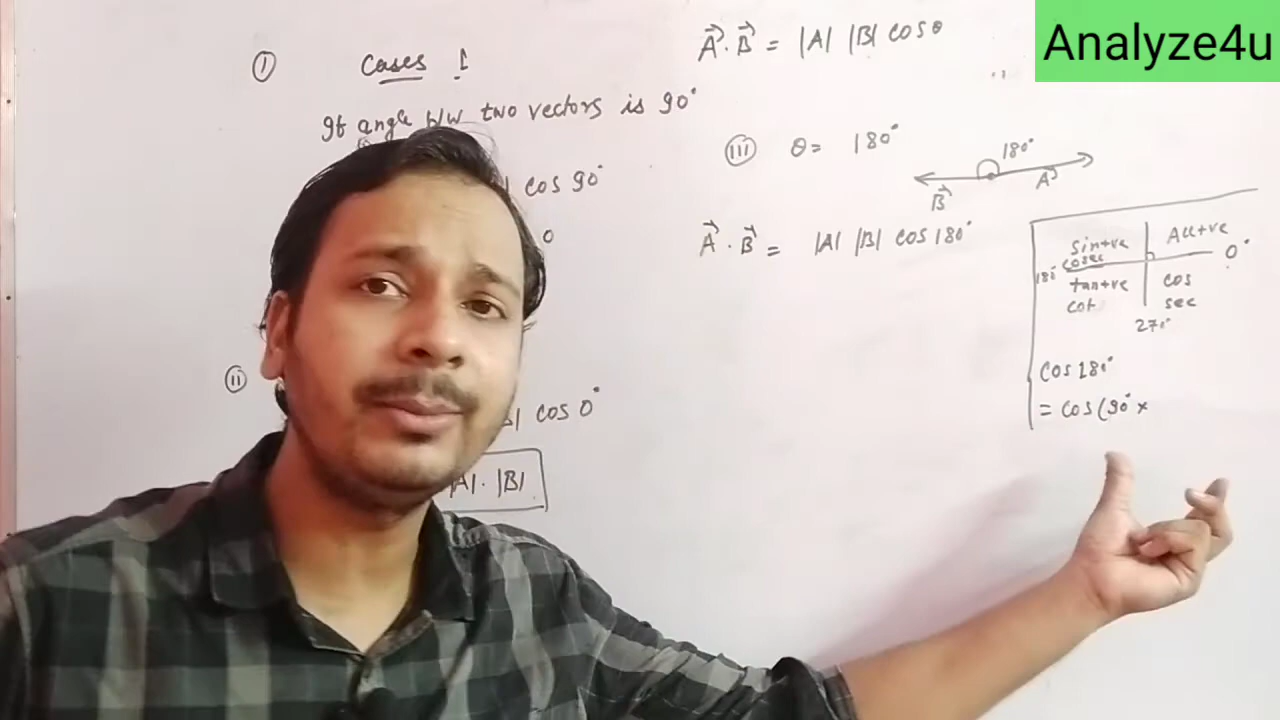 Analyze4u
① Cases !
If angle b/w two vectors is 90°
cos 90°
0
ⓘⓘ
cos 0°
|A|. |B|
A⃗ . B⃗ = |A| |B| cos θ
ⓘⓘⓘ θ = 180°
180°
B⃗ A⃗
A⃗ . B⃗ = |A| |B| cos 180°
Sin+ve All+ve
cosec 0°
180°
tan+ve cos
cot sec
270°
cos 180°
= cos (90° ×